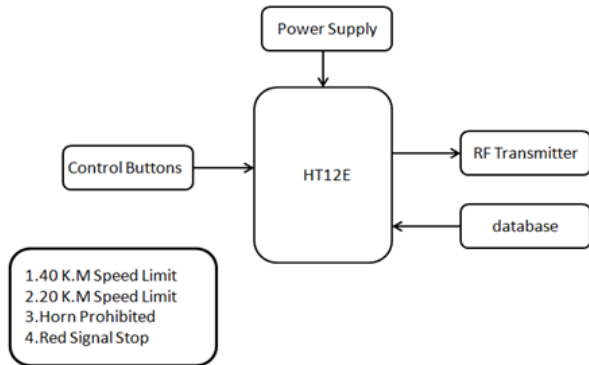 Power Supply
Control Buttons
HT12E
RF Transmitter
database
1.40 K.M Speed Limit
2.20 K.M Speed Limit
3.Horn Prohibited
4.Red Signal Stop